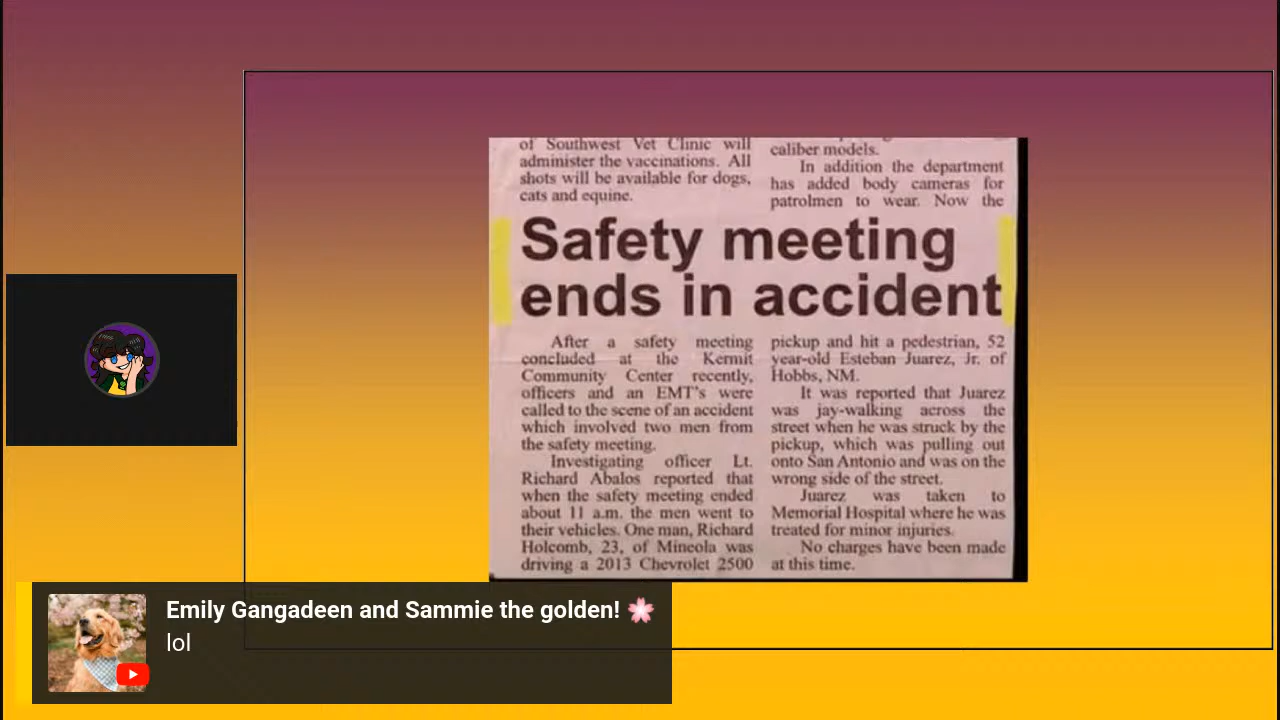 of Southwest Vet Clinic will
administer the vaccinations. All
shots will be available for dogs,
cats and equine.
caliber models.
In addition the department
has added body cameras for
patrolmen to wear. Now the
Safety meeting
ends in accident
After a safety meeting
concluded at the Kermit
Community Center recently,
officers and an EMT's were
called to the scene of an accident
which involved two men from
the safety meeting.
Investigating officer Lt.
Richard Abalos reported that
when the safety meeting ended
about 11 a.m. the men went to
their vehicles. One man, Richard
Holcomb, 23, of Mineola was
driving a 2013 Chevrolet 2500
pickup and hit a pedestrian, 52
year-old Esteban Juarez, Jr. of
Hobbs, NM.
It was reported that Juarez
was jay-walking across the
street when he was struck by the
pickup, which was pulling out
onto San Antonio and was on the
wrong side of the street.
Juarez was taken to
Memorial Hospital where he was
treated for minor injuries.
No charges have been made
at this time.
Emily Gangadeen and Sammie the golden! 🌸
lol